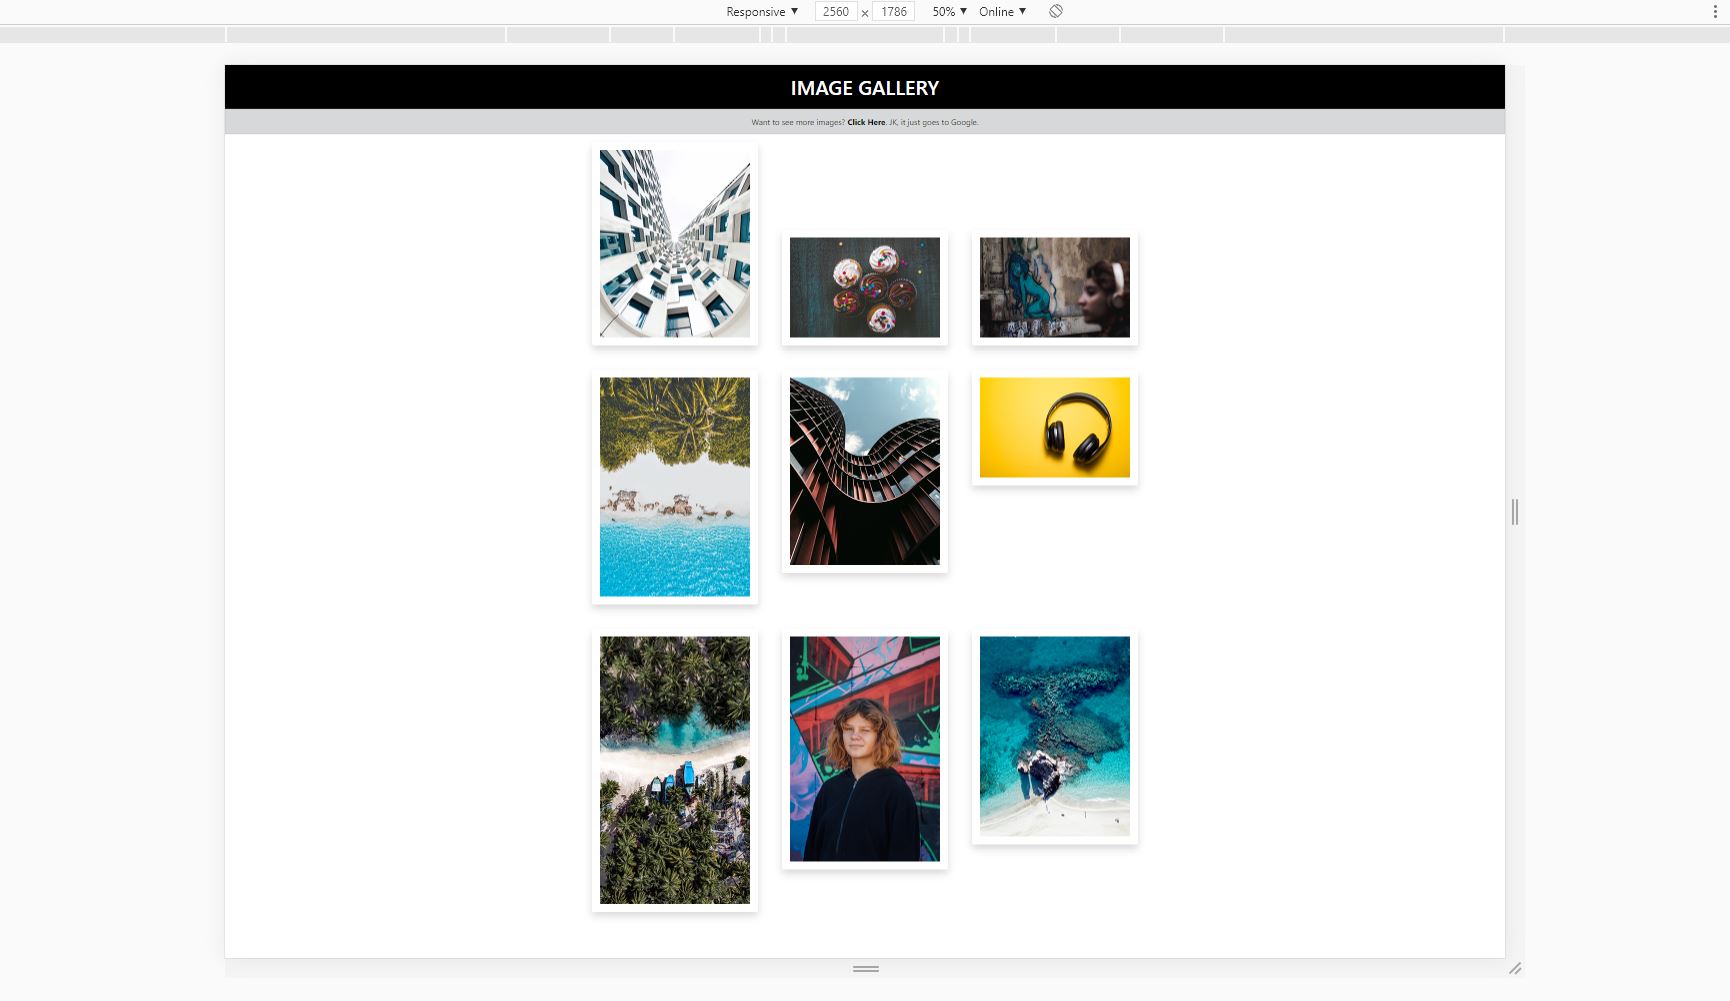 Responsive ▼ 2560 × 1786 50% ▼ Online ▼
IMAGE GALLERY
Want to see more images? Click Here. JK, it just goes to Google.